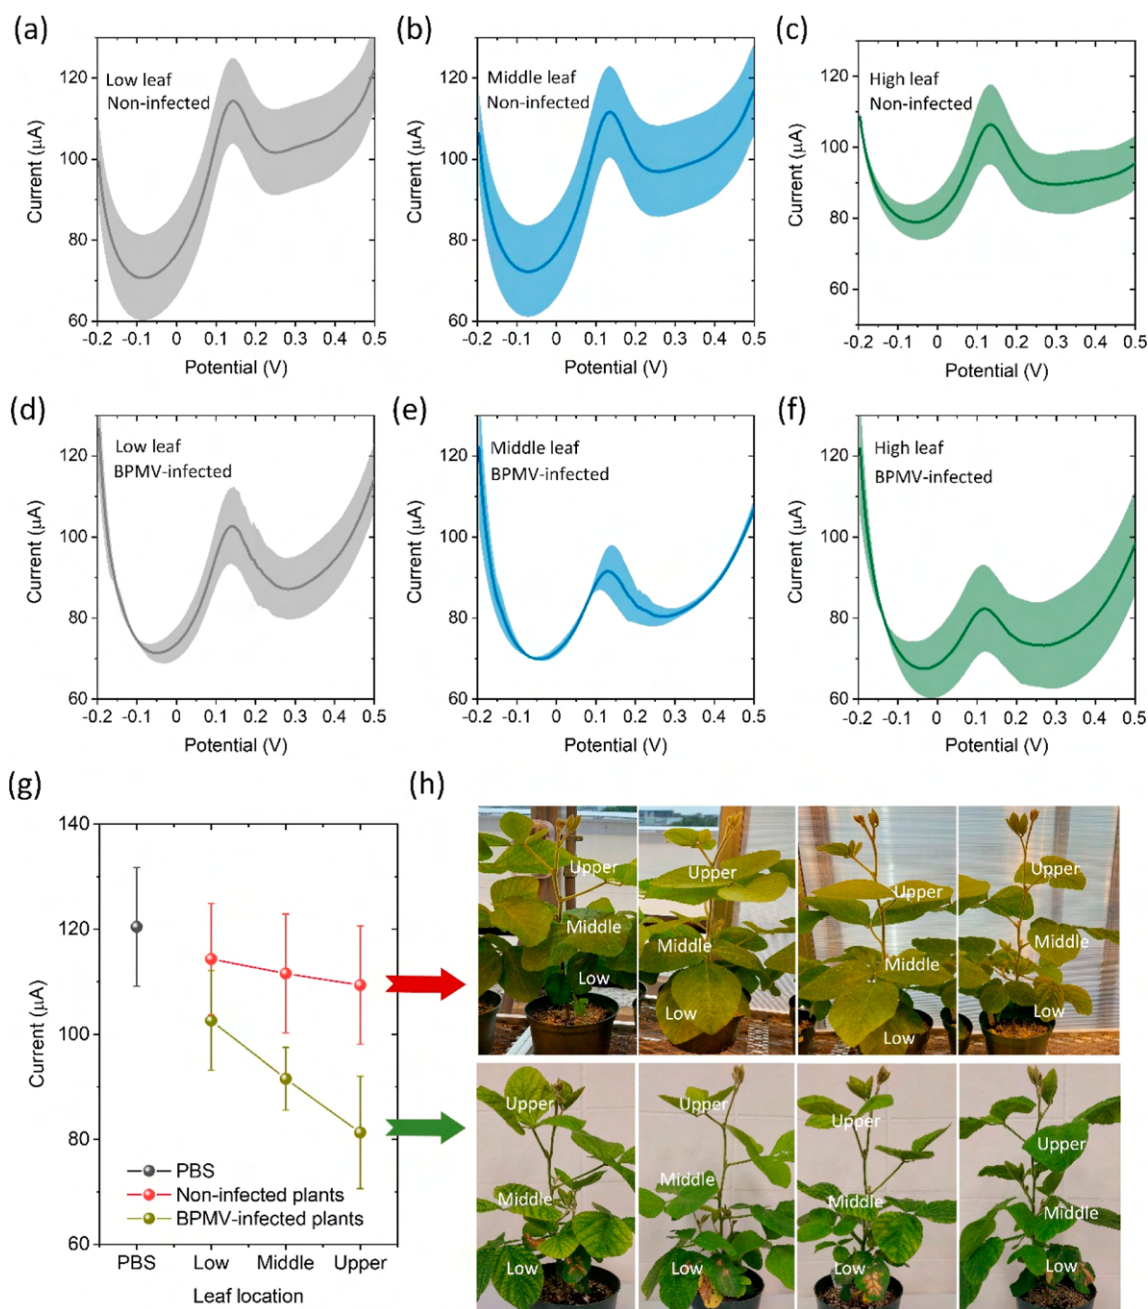 (a)
Low leaf
Non-infected
Current (μA)
120
100
80
60
-0.2 -0.1 0 0.1 0.2 0.3 0.4 0.5
Potential (V)
(b)
Middle leaf
Non-infected
Current (μA)
120
100
80
60
-0.2 -0.1 0 0.1 0.2 0.3 0.4 0.5
Potential (V)
(c)
High leaf
Non-infected
Current (μA)
120
100
80
60
-0.2 -0.1 0 0.1 0.2 0.3 0.4 0.5
Potential (V)
(d)
Low leaf
BPMV-infected
Current (μA)
120
100
80
60
-0.2 -0.1 0 0.1 0.2 0.3 0.4 0.5
Potential (V)
(e)
Middle leaf
BPMV-infected
Current (μA)
120
100
80
60
-0.2 -0.1 0 0.1 0.2 0.3 0.4 0.5
Potential (V)
(f)
High leaf
BPMV-infected
Current (μA)
120
100
80
60
-0.2 -0.1 0 0.1 0.2 0.3 0.4 0.5
Potential (V)
(g)
Current (μA)
140
120
100
80
60
PBS
Non-infected plants
BPMV-infected plants
PBS Low Middle Upper
Leaf location
(h)
Upper
Middle
Low
Upper
Middle
Low
Upper
Middle
Low
Upper
Middle
Low
Upper
Middle
Low
Upper
Middle
Low
Upper
Middle
Low
Upper
Middle
Low